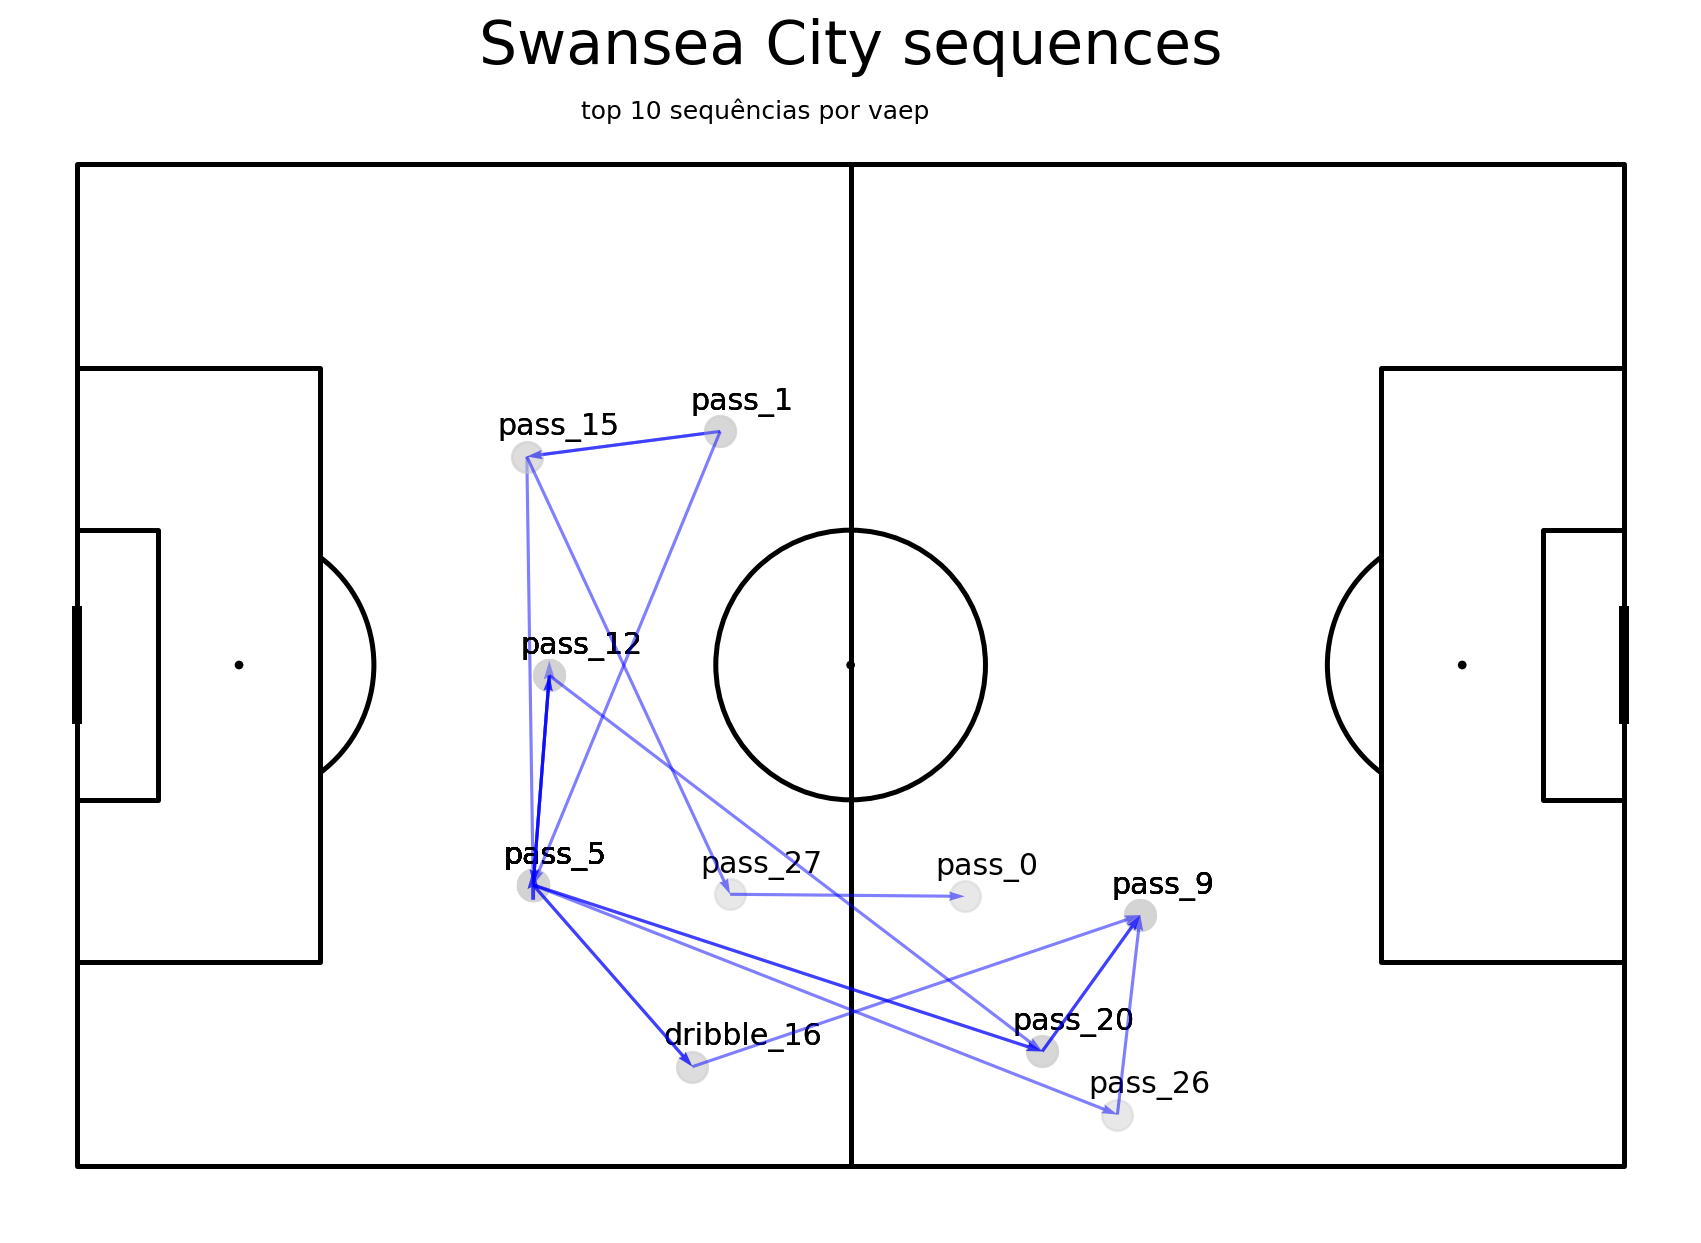 Swansea City sequences
top 10 sequências por vaep
pass_1
pass_15
pass_12
pass_5
pass_27
pass_0
pass_9
pass_20
dribble_16
pass_26